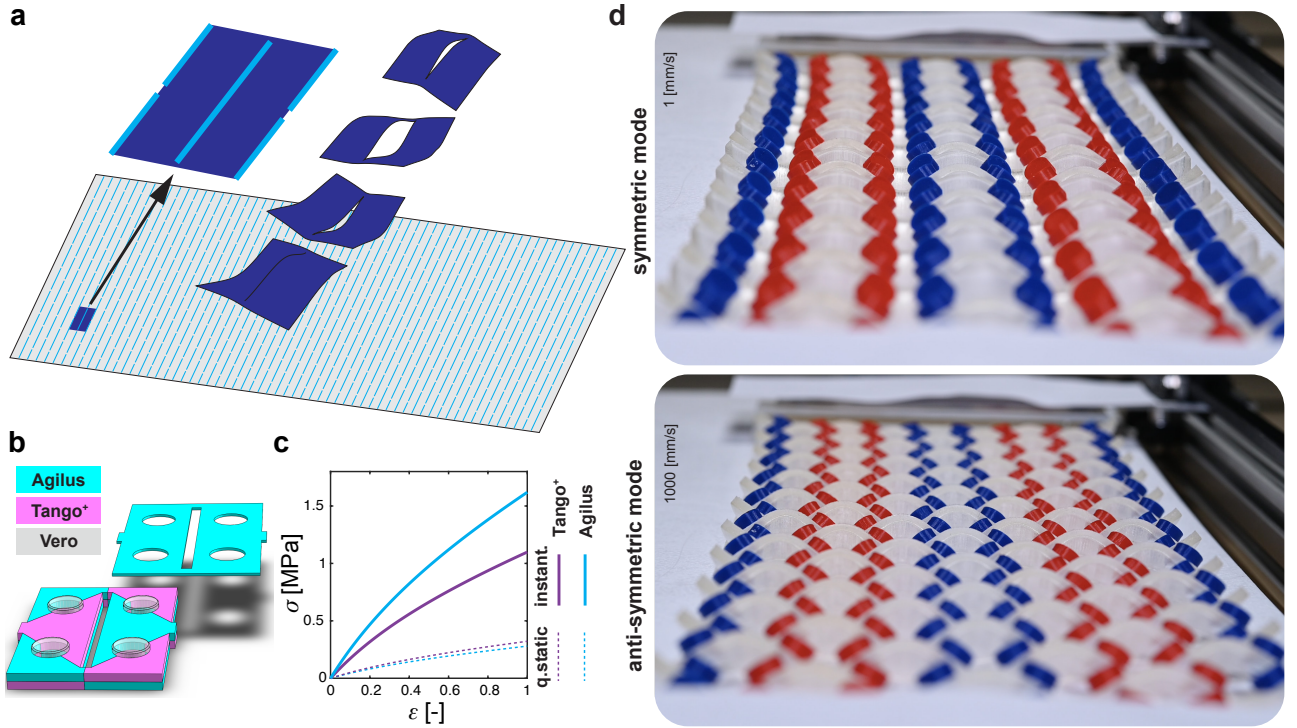 a
b
Agilus
Tango⁺
Vero
c
σ [MPa]
1.5
1
0.5
0
0.2
0.4
0.6
0.8
1
ε [-]
q.static
instant.
Tango⁺
Agilus
d
symmetric mode
1 [mm/s]
anti-symmetric mode
1000 [mm/s]